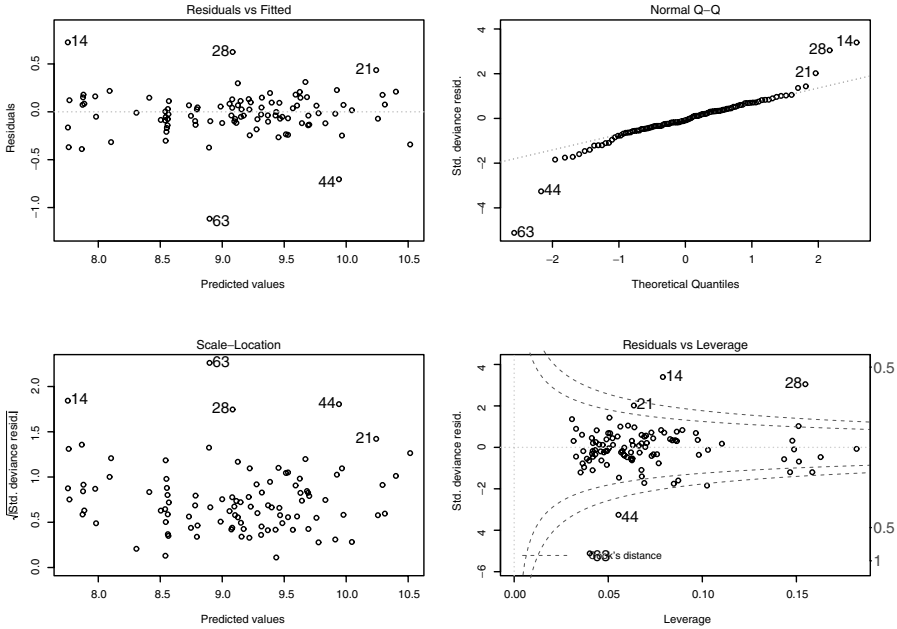 Residuals vs Fitted
Residuals
0.5
0.0
−0.5
−1.0
14
28
21
44
63
8.0 8.5 9.0 9.5 10.0 10.5
Predicted values
Normal Q−Q
Std. deviance resid.
4
2
0
−2
−4
14
28
21
44
63
−2 −1 0 1 2
Theoretical Quantiles
Scale−Location
√|Std. deviance resid.|
2.0
1.5
1.0
0.5
0.0
63
14
28
44
21
8.0 8.5 9.0 9.5 10.0 10.5
Predicted values
Residuals vs Leverage
Std. deviance resid.
4
2
0
−2
4
−6
14
28
21
44
63
0.5
0.5
1
0.00 0.05 0.10 0.15
Leverage